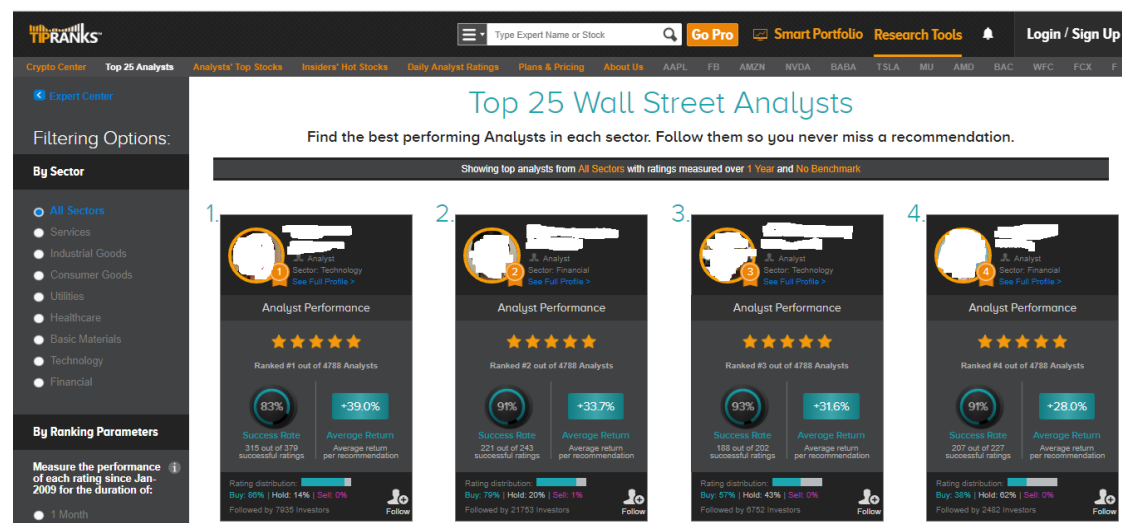 TIPRANKS
Type Expert Name or Stock
Go Pro
Smart Portfolio
Research Tools
Login / Sign Up
Crypto Center Top 25 Analysts Analysts' Top Stocks Insiders' Hot Stocks Daily Analyst Ratings Plans & Pricing About Us AAPL FB AMZN NVDA BABA TSLA MU AMD BAC WFC FCX F
Expert Center
Filtering Options:
By Sector
All Sectors
Services
Industrial Goods
Consumer Goods
Utilities
Healthcare
Basic Materials
Technology
Financial
By Ranking Parameters
Measure the performance
of each rating since Jan-
2009 for the duration of:
1 Month
Top 25 Wall Street Analysts
Find the best performing Analysts in each sector. Follow them so you never miss a recommendation.
Showing top analysts from All Sectors with ratings measured over 1 Year and No Benchmark
1.
Analyst
Sector: Technology
1
See Full Profile >
Analyst Performance
Ranked #1 out of 4788 Analysts
83%
+39.0%
Success Rate
315 out of 379
successful ratings
Average Return
Average return
per recommendation
Rating distribution:
Buy: 86% | Hold: 14% | Sell: 0%
Followed by 7935 Investors
Follow
2.
Analyst
Sector: Financial
2
See Full Profile >
Analyst Performance
Ranked #2 out of 4788 Analysts
91%
+33.7%
Success Rate
221 out of 243
successful ratings
Average Return
Average return
per recommendation
Rating distribution:
Buy: 79% | Hold: 20% | Sell: 1%
Followed by 21753 Investors
Follow
3.
Analyst
Sector: Technology
3
See Full Profile >
Analyst Performance
Ranked #3 out of 4788 Analysts
93%
+31.6%
Success Rate
188 out of 202
successful ratings
Average Return
Average return
per recommendation
Rating distribution:
Buy: 57% | Hold: 43% | Sell: 0%
Followed by 6752 Investors
Follow
4.
Analyst
Sector: Financial
4
See Full Profile >
Analyst Performance
Ranked #4 out of 4788 Analysts
91%
+28.0%
Success Rate
207 out of 227
successful ratings
Average Return
Average return
per recommendation
Rating distribution:
Buy: 38% | Hold: 62% | Sell: 0%
Followed by 2482 Investors
Follow